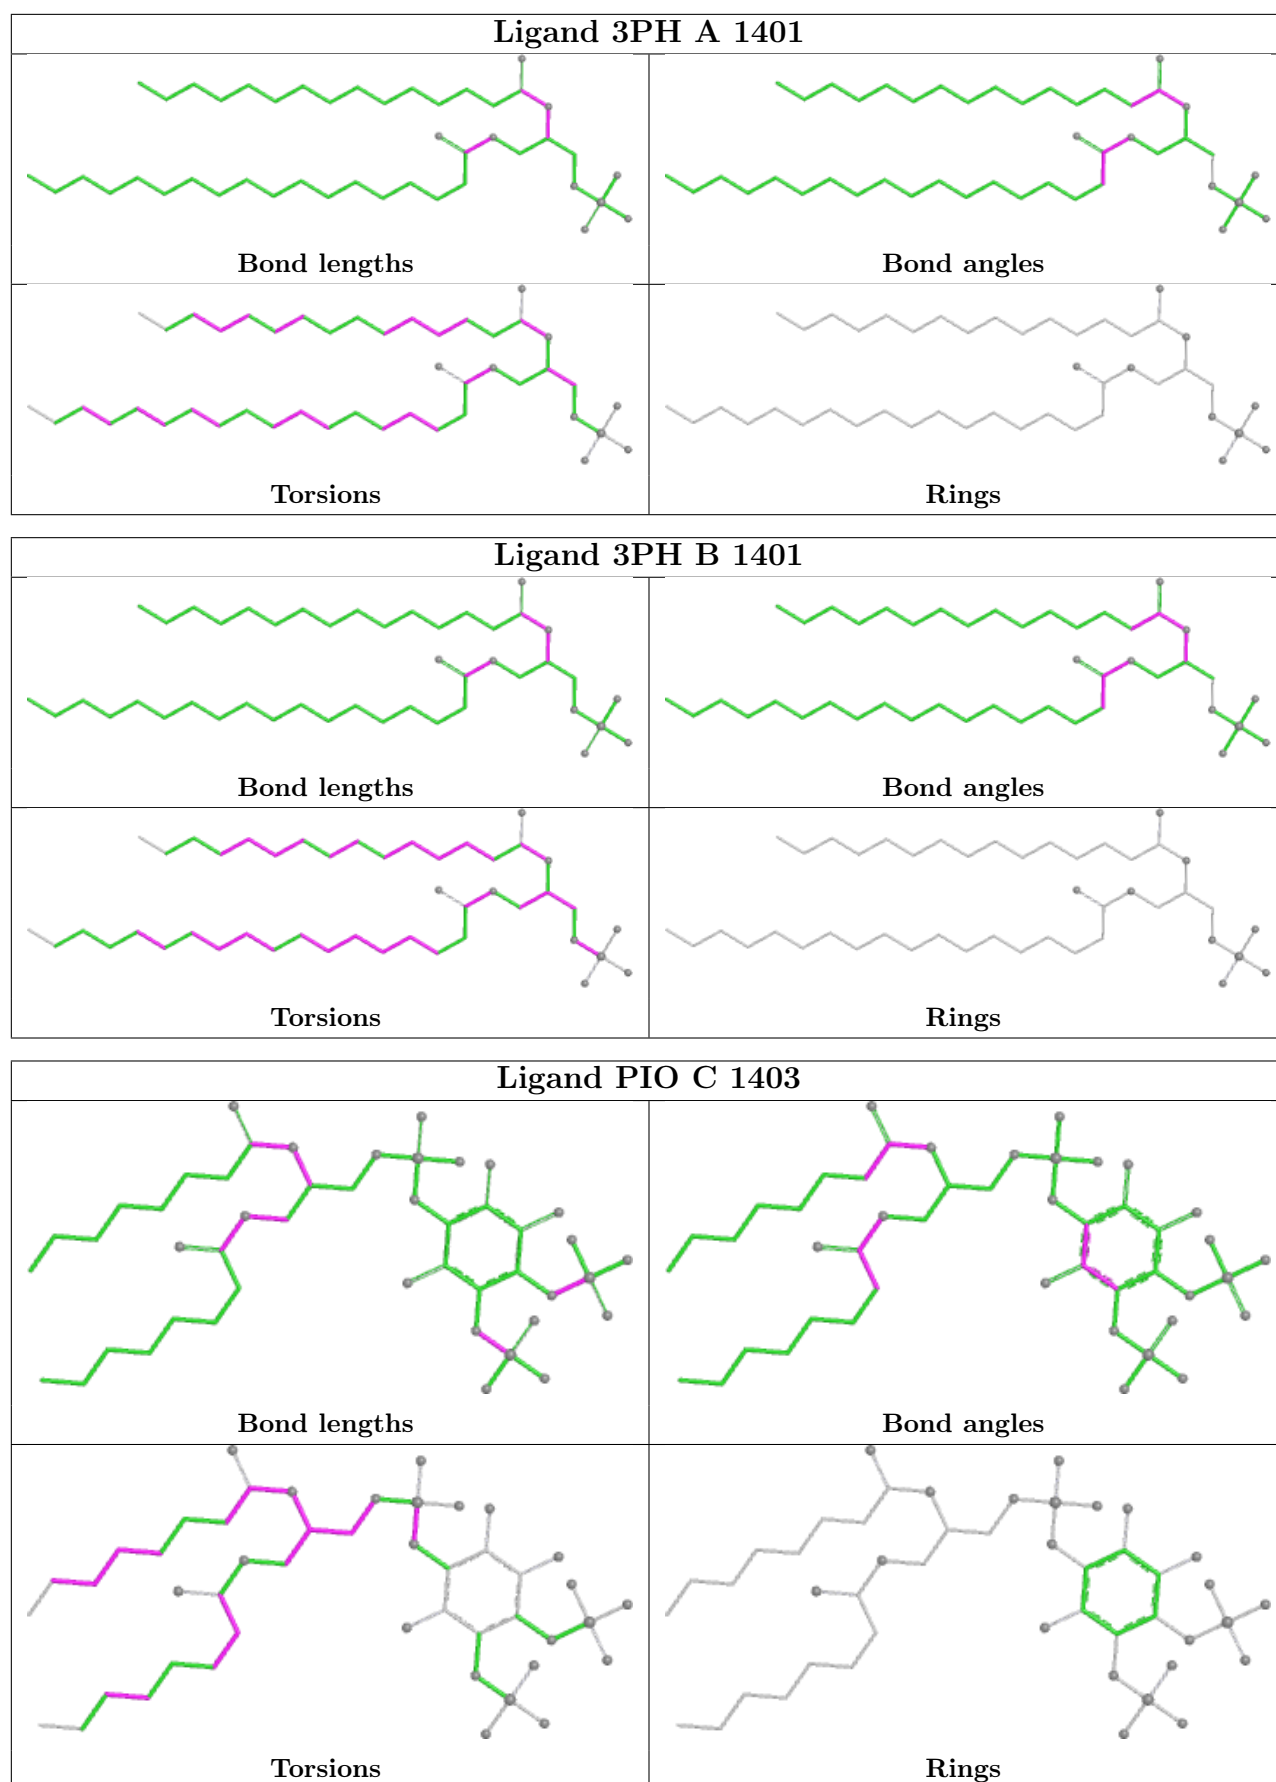 Ligand 3PH A 1401
Bond lengths
Bond angles
Torsions
Rings
Ligand 3PH B 1401
Bond lengths
Bond angles
Torsions
Rings
Ligand PIO C 1403
Bond lengths
Bond angles
Torsions
Rings